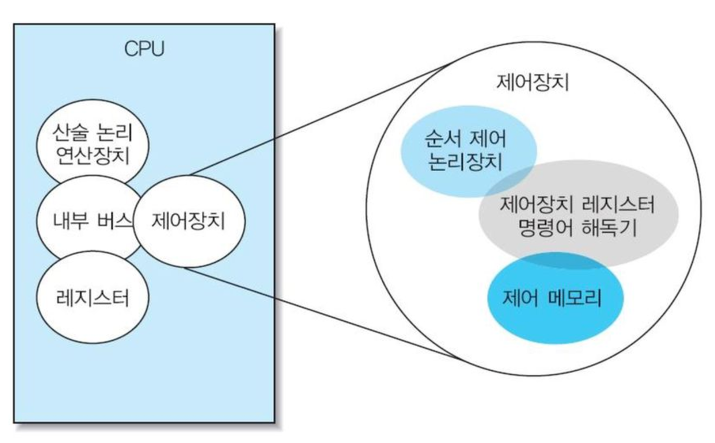 CPU
산술 논리
연산장치
내부 버스
제어장치
레지스터
제어장치
순서 제어
논리장치
제어장치 레지스터
명령어 해독기
제어 메모리